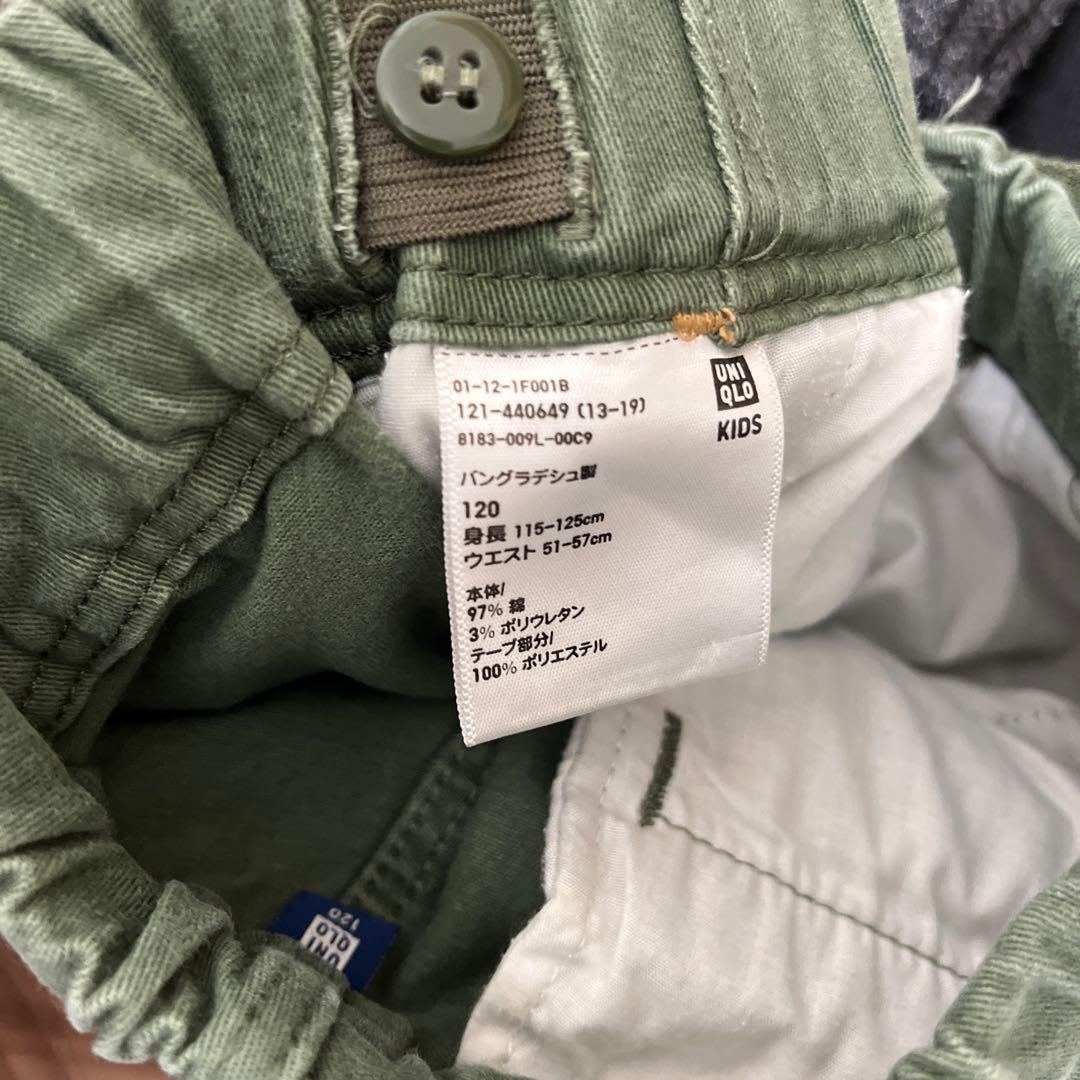 01-12-1F001B
121-440649 (13-19)
8183-009L-00C9
UNI
QLO
KIDS
バングラデシュ製
120
身長 115-125cm
ウエスト 51-57cm
本体/
97% 綿
3% ポリウレタン
テープ部分/
100% ポリエステル
UNI
QLO
120